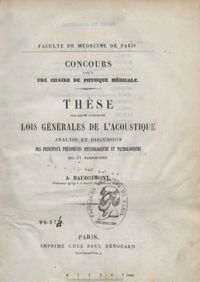 FACULTÉ DE MÉDECINE DE PARIS.
CONCOURS
POUR
UNE CHAIRE DE PHYSIQUE MÉDICALE.
THÈSE
LOIS GÉNÉRALES DE L'ACOUSTIQUE
ANALYSE ET DISCUSSION
DES PRINCIPAUX PHÉNOMÈNES PHYSIOLOGIQUES ET PATHOLOGIQUES
QUI S'Y RAPPORTENT
PAR
A. BAUDRIMONT,
PARIS,
IMPRIMÉ CHEZ PAUL RENOUARD